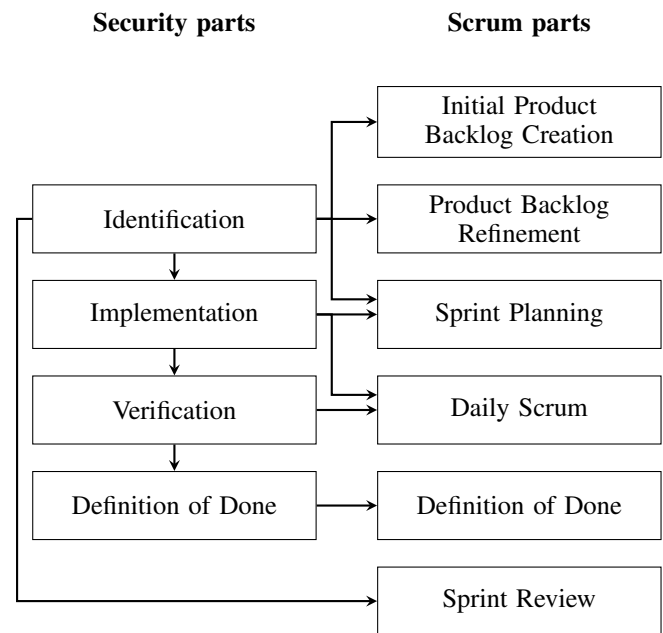 Security parts
Scrum parts
Initial Product
Backlog Creation
Identification
Product Backlog
Refinement
Implementation
Sprint Planning
Verification
Daily Scrum
Definition of Done
Definition of Done
Sprint Review